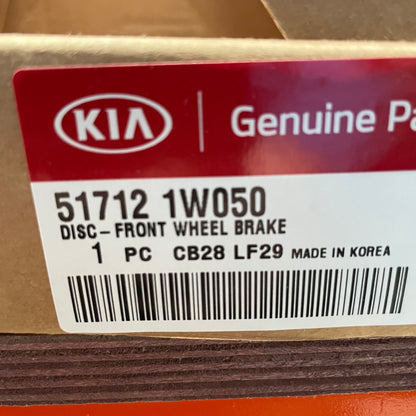 KIA
Genuine Pa
51712 1W050
DISC-FRONT WHEEL BRAKE
1 PC CB28 LF29 MADE IN KOREA